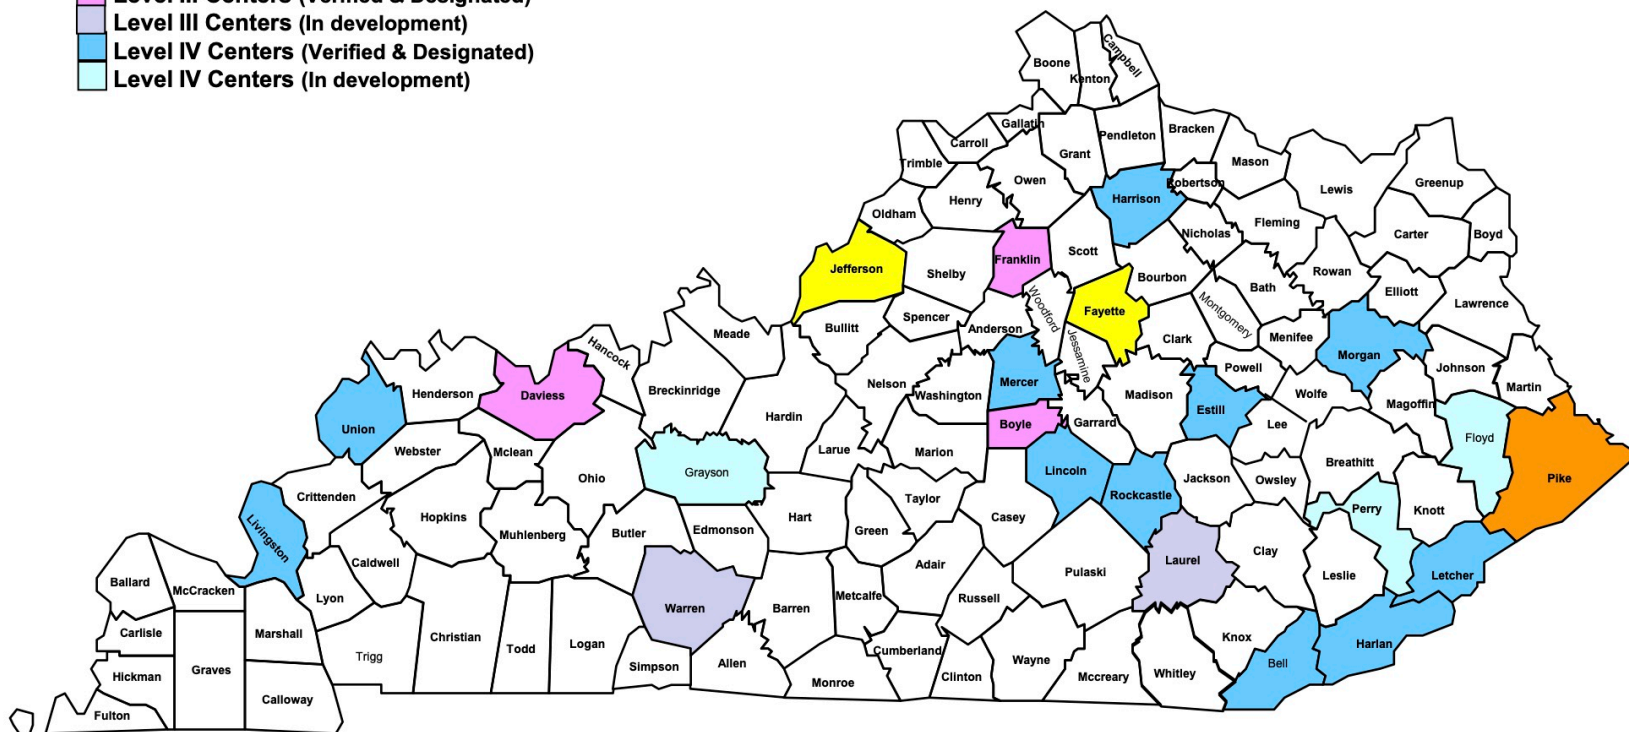 Level III Centers (Verified & Designated)
Level III Centers (In development)
Level IV Centers (Verified & Designated)
Level IV Centers (In development)
Boone
Kenton
Campbell
Gallatin
Carroll
Trimble
Grant
Pendleton
Bracken
Mason
Lewis
Greenup
Owen
Henry
Oldham
Harrison
Robertson
Nicholas
Fleming
Carter
Boyd
Jefferson
Shelby
Franklin
Scott
Bourbon
Rowan
Bath
Elliott
Lawrence
Meade
Bullitt
Spencer
Anderson
Woodford
Fayette
Jessamine
Clark
Montgomery
Menifee
Morgan
Johnson
Martin
Hancock
Breckinridge
Hardin
Nelson
Washington
Mercer
Madison
Powell
Estill
Wolfe
Magoffin
Henderson
Daviess
Union
Webster
Mclean
Ohio
Grayson
Larue
Marion
Boyle
Garrard
Lincoln
Rockcastle
Jackson
Lee
Owsley
Breathitt
Floyd
Pike
Crittenden
Livingston
Hopkins
Muhlenberg
Butler
Edmonson
Hart
Green
Taylor
Casey
Adair
Pulaski
Laurel
Clay
Perry
Knott
Leslie
Letcher
Ballard
McCracken
Lyon
Caldwell
Warren
Barren
Metcalfe
Russell
Carlisle
Graves
Marshall
Trigg
Christian
Todd
Logan
Simpson
Allen
Monroe
Cumberland
Clinton
Wayne
Mccreary
Whitley
Knox
Bell
Harlan
Hickman
Fulton
Calloway